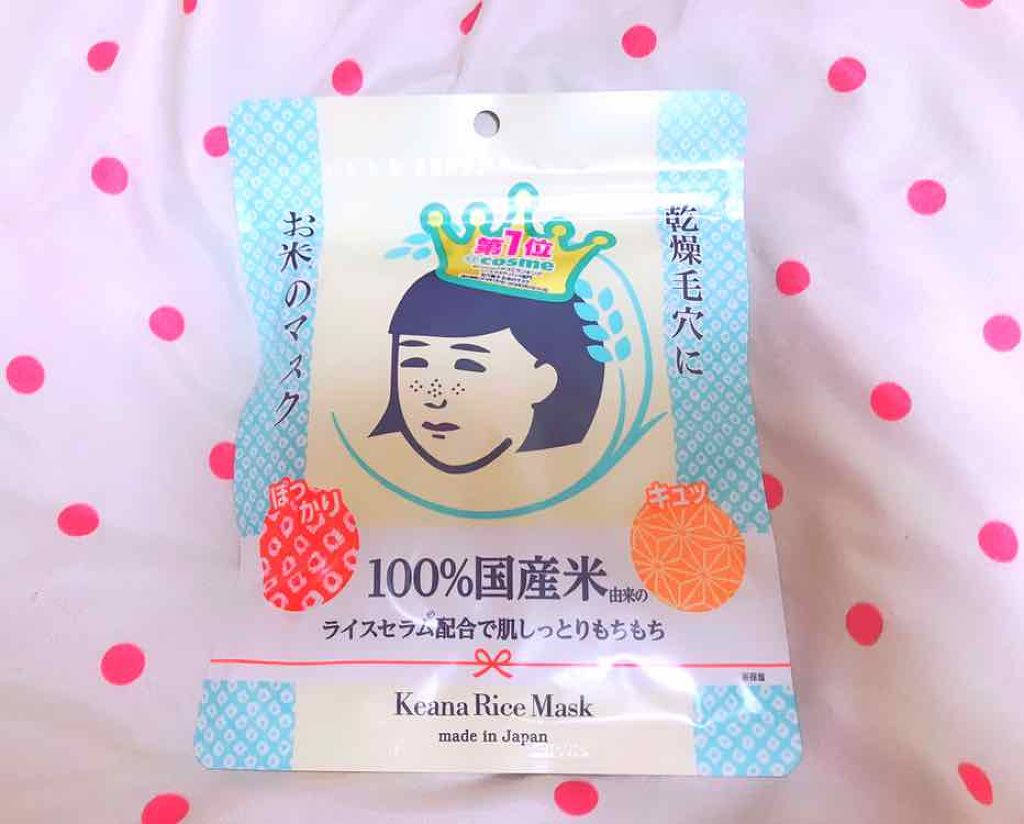 第1位
@cosme
乾燥毛穴に
お米のマスク
ぽっかり
キュッ
100%国産米由来の
ライスセラム配合で肌しっとりもちもち
Keana Rice Mask
made in Japan